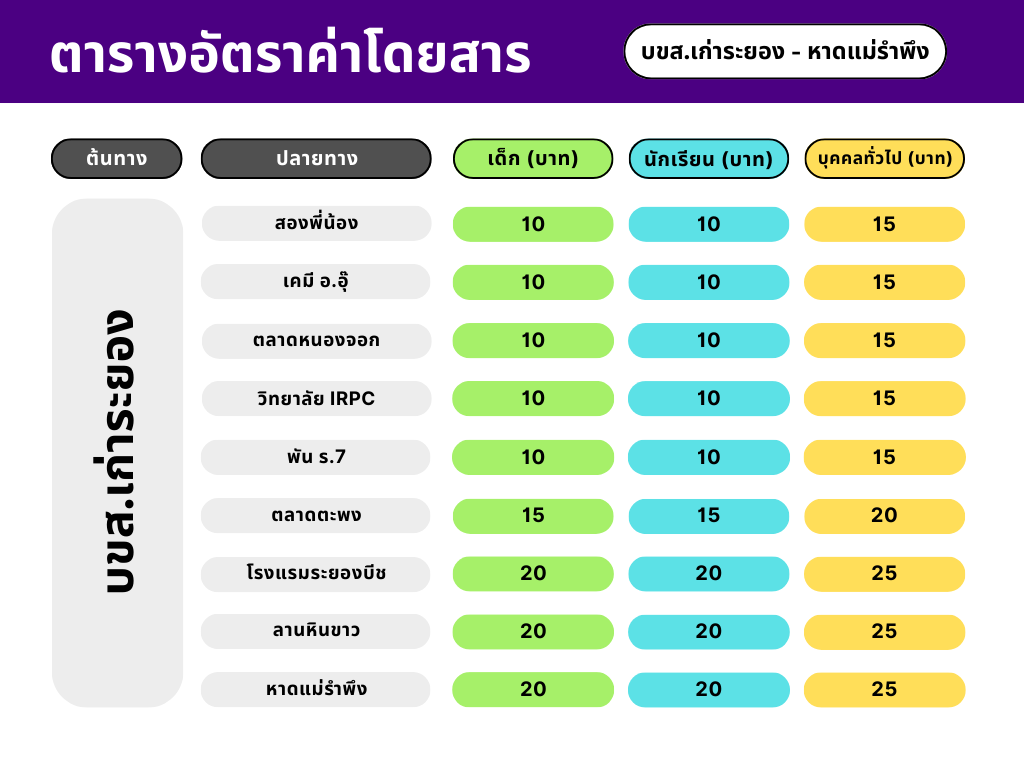 ตารางอัตราค่าโดยสาร
บขส.เก่าระยอง - หาดแม่รำพึง
ต้นทาง ปลายทาง เด็ก (บาท) นักเรียน (บาท) บุคคลทั่วไป (บาท)
บขส.เก่าระยอง
สองพี่น้อง 10 10 15
เคมี อ.อุ๊ 10 10 15
ตลาดหนองจอก 10 10 15
วิทยาลัย IRPC 10 10 15
พัน ร.7 10 10 15
ตลาดตะพง 15 15 20
โรงแรมระยองบีช 20 20 25
ลานหินขาว 20 20 25
หาดแม่รำพึง 20 20 25